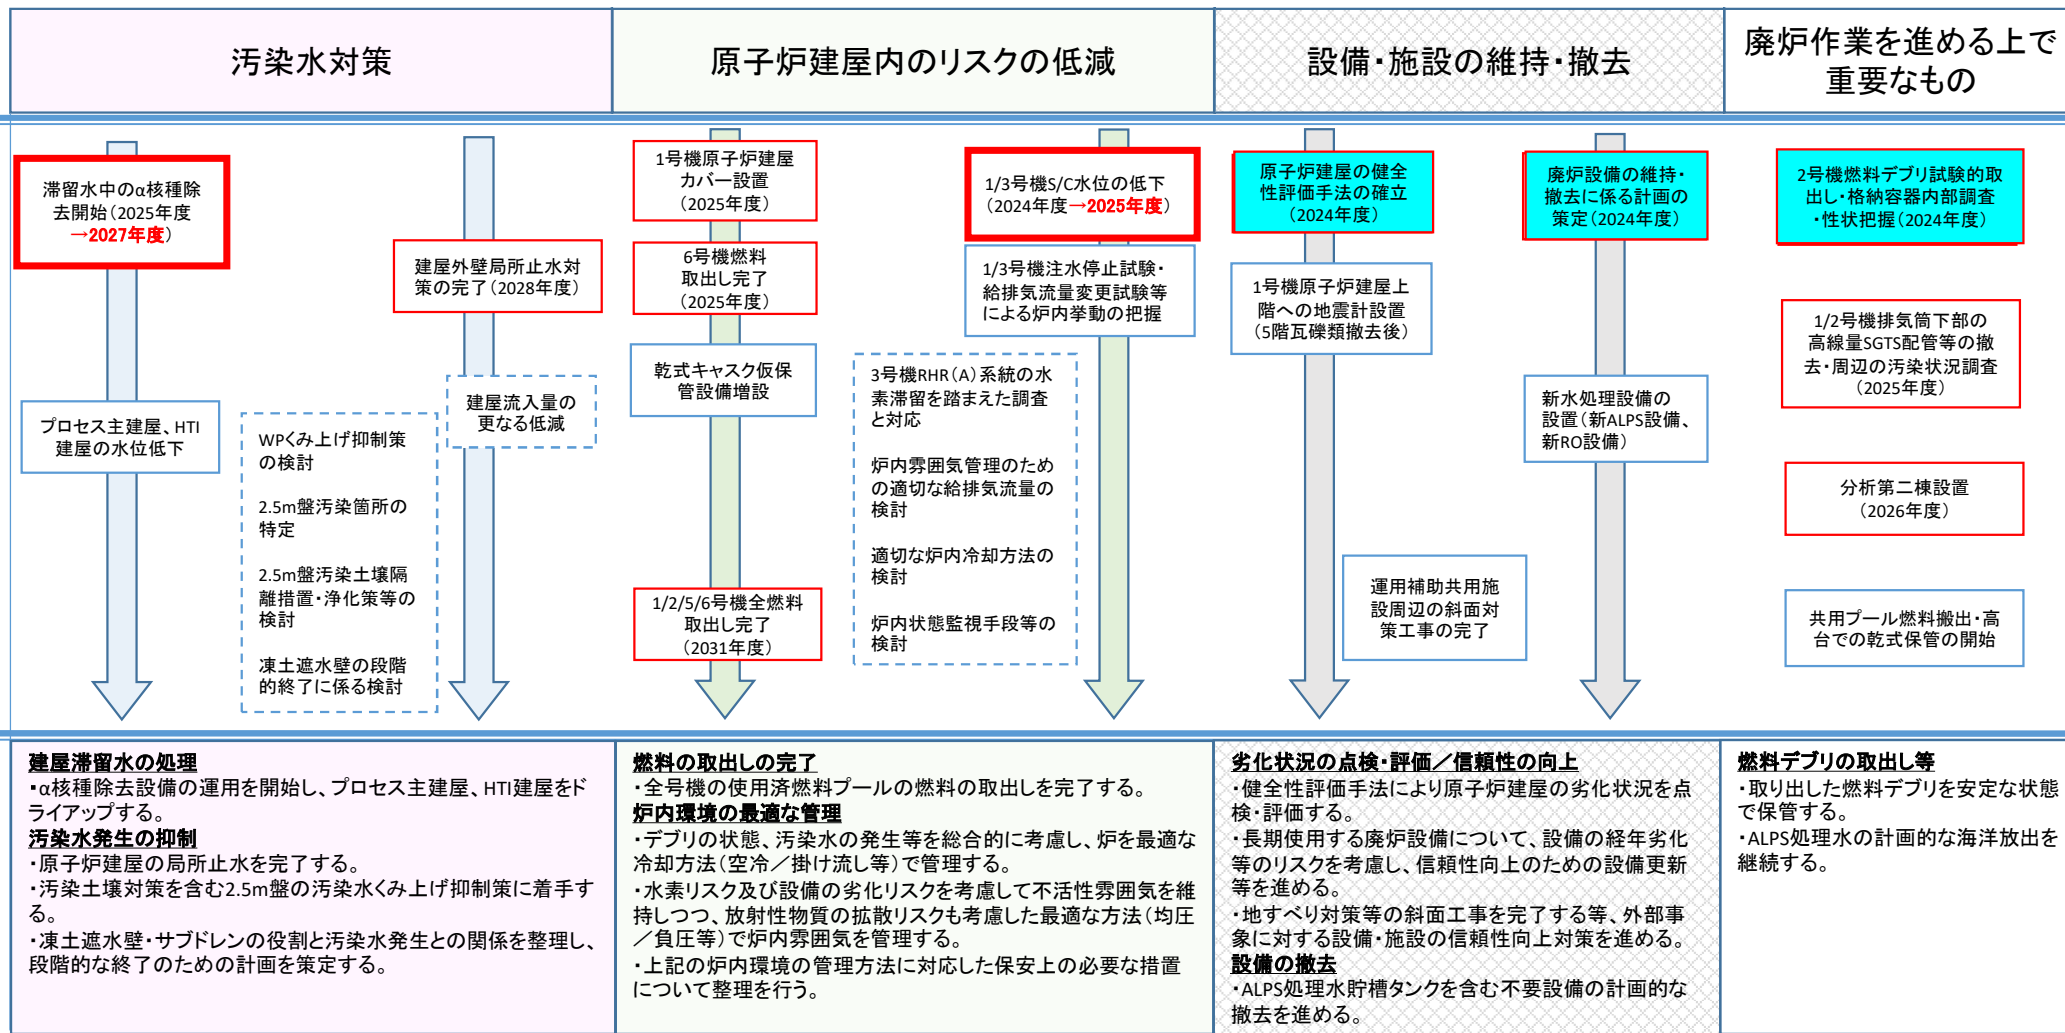 汚染水対策
原子炉建屋内のリスクの低減
設備・施設の維持・撤去
廃炉作業を進める上で
重要なもの
滞留水中のα核種除
去開始(2025年度
→2027年度)
プロセス主建屋、HTI
建屋の水位低下
WPくみ上げ抑制策
の検討
2.5m盤汚染箇所の
特定
2.5m盤汚染土壌隔
離措置・浄化策等の
検討
凍土遮水壁の段階
的終了に係る検討
建屋外壁局所止水対
策の完了(2028年度)
建屋流入量の
更なる低減
1号機原子炉建屋
カバー設置
(2025年度)
6号機燃料
取出し完了
(2025年度)
乾式キャスク仮保
管設備増設
1/2/5/6号機全燃料
取出し完了
(2031年度)
1/3号機S/C水位の低下
(2024年度→2025年度)
1/3号機注水停止試験・
給排気流量変更試験等
による炉内挙動の把握
3号機RHR(A)系統の水
素滞留を踏まえた調査
と対応
炉内雰囲気管理のため
の適切な給排気流量の
検討
適切な炉内冷却方法の
検討
炉内状態監視手段等の
検討
原子炉建屋の健全
性評価手法の確立
(2024年度)
1号機原子炉建屋上
階への地震計設置
(5階瓦礫類撤去後)
運用補助共用施
設周辺の斜面対
策工事の完了
廃炉設備の維持・
撤去に係る計画の
策定(2024年度)
新水処理設備の
設置(新ALPS設備、
新RO設備)
2号機燃料デブリ試験的取
出し・格納容器内部調査
・性状把握(2024年度)
1/2号機排気筒下部の
高線量SGTS配管等の撤
去・周辺の汚染状況調査
(2025年度)
分析第二棟設置
(2026年度)
共用プール燃料搬出・高
台での乾式保管の開始
建屋滞留水の処理
・α核種除去設備の運用を開始し、プロセス主建屋、HTI建屋をド
ライアップする。
汚染水発生の抑制
・原子炉建屋の局所止水を完了する。
・汚染土壌対策を含む2.5m盤の汚染水くみ上げ抑制策に着手す
る。
・凍土遮水壁・サブドレンの役割と汚染水発生との関係を整理し、
段階的な終了のための計画を策定する。
燃料の取出しの完了
・全号機の使用済燃料プールの燃料の取出しを完了する。
炉内環境の最適な管理
・デブリの状態、汚染水の発生等を総合的に考慮し、炉を最適な
冷却方法(空冷/掛け流し等)で管理する。
・水素リスク及び設備の劣化リスクを考慮して不活性雰囲気を維
持しつつ、放射性物質の拡散リスクも考慮した最適な方法(均圧
/負圧等)で炉内雰囲気を管理する。
・上記の炉内環境の管理方法に対応した保安上の必要な措置
について整理を行う。
劣化状況の点検・評価/信頼性の向上
・健全性評価手法により原子炉建屋の劣化状況を点
検・評価する。
・長期使用する廃炉設備について、設備の経年劣化
等のリスクを考慮し、信頼性向上のための設備更新
等を進める。
・地すべり対策等の斜面工事を完了する等、外部事
象に対する設備・施設の信頼性向上対策を進める。
設備の撤去
・ALPS処理水貯槽タンクを含む不要設備の計画的な
撤去を進める。
燃料デブリの取出し等
・取り出した燃料デブリを安定な状態
で保管する。
・ALPS処理水の計画的な海洋放出を
継続する。